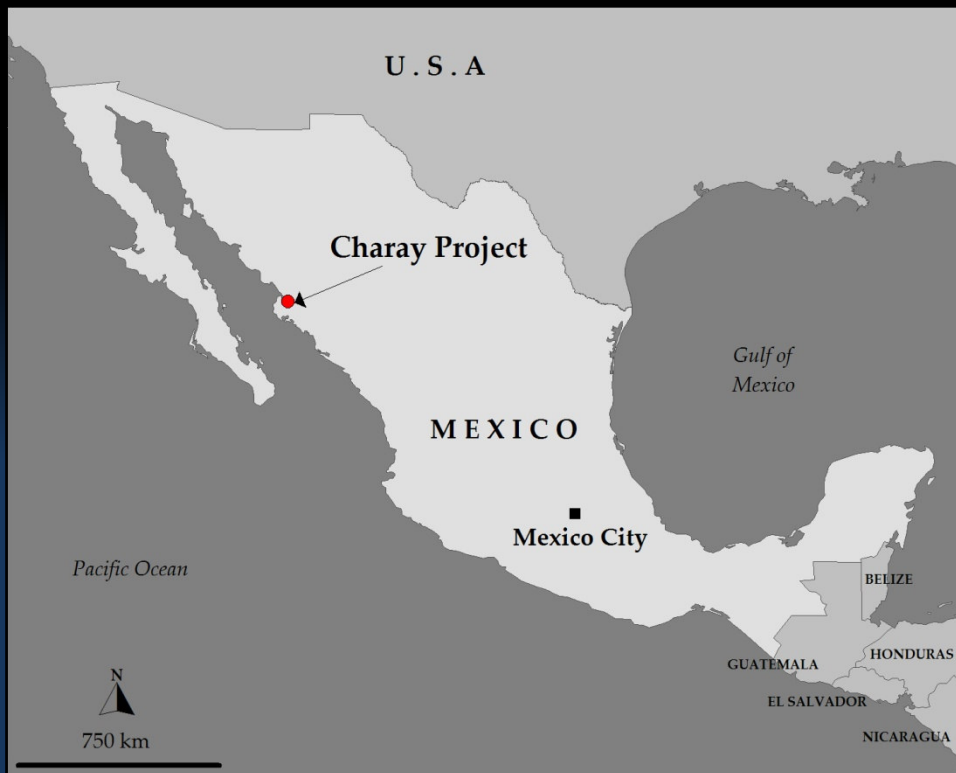 U.S.A
Charay Project
Gulf of
Mexico
MEXICO
Mexico City
Pacific Ocean
BELIZE
GUATEMALA
HONDURAS
EL SALVADOR
NICARAGUA
N
750 km